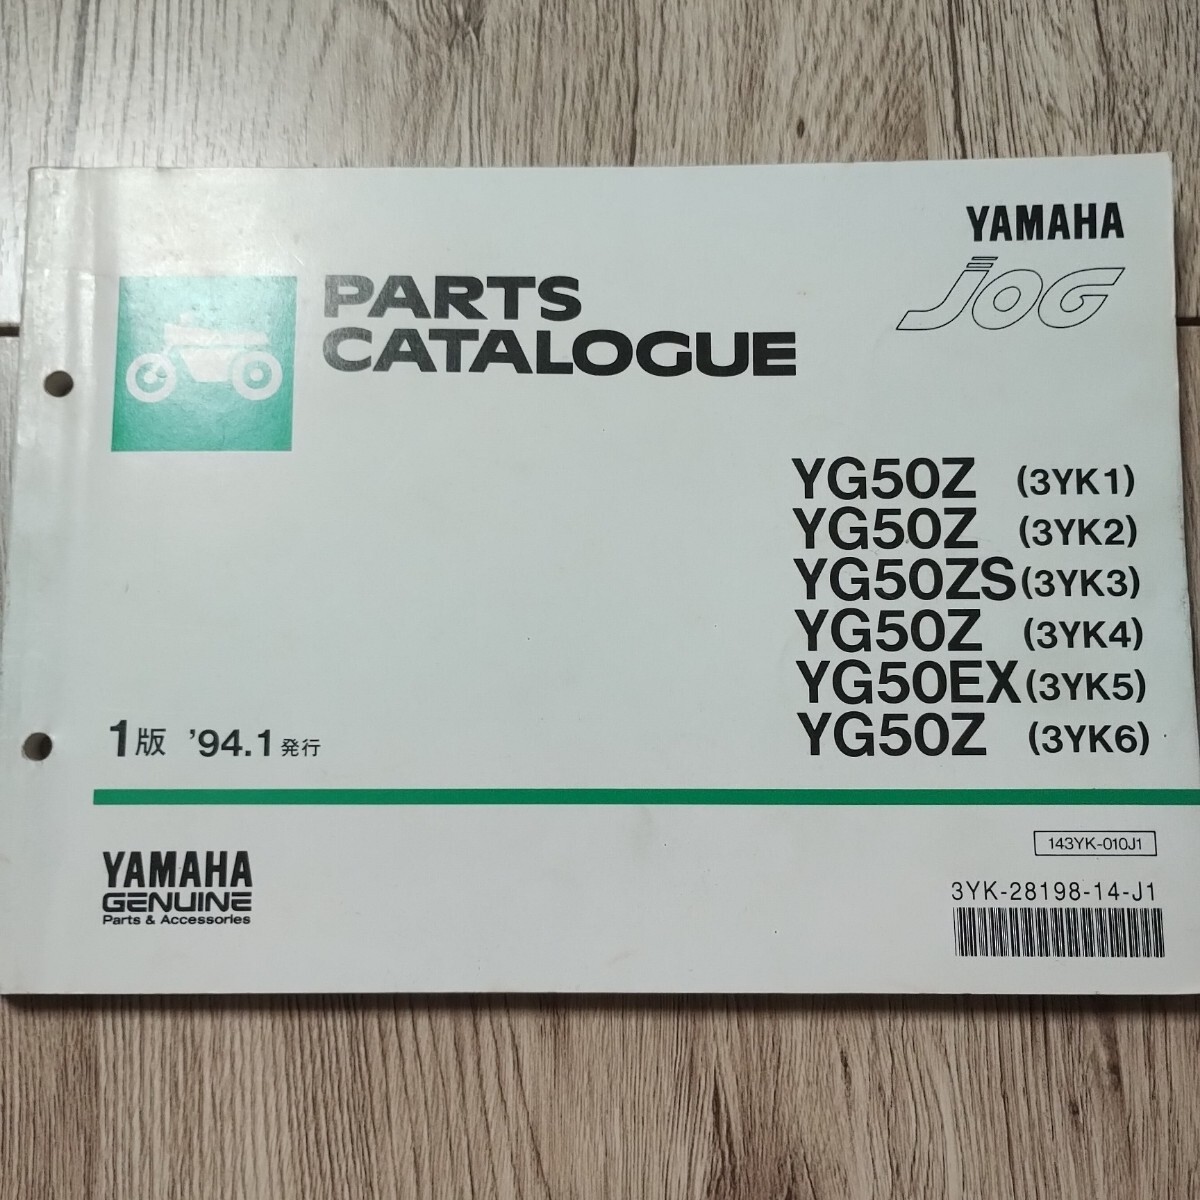 YAMAHA
JOG
PARTS
CATALOGUE
YG50Z (3YK1)
YG50Z (3YK2)
YG50ZS (3YK3)
YG50Z (3YK4)
YG50EX (3YK5)
YG50Z (3YK6)
1版 '94.1 発行
143YK-010J1
3YK-28198-14-J1
YAMAHA
GENUINE
Parts & Accessories